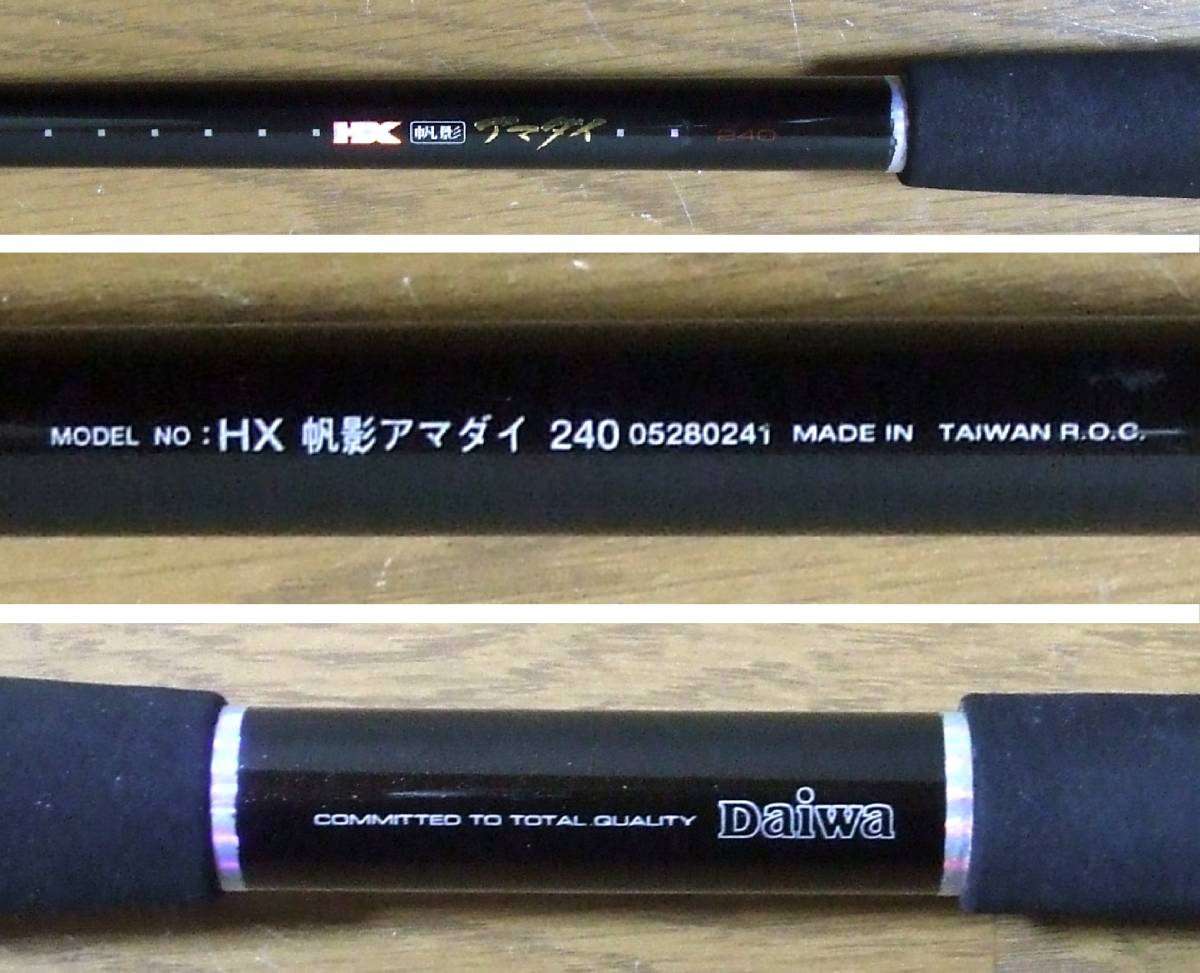 HX 帆影 アマダイ 240
MODEL NO : HX 帆影アマダイ 240 05280241 MADE IN TAIWAN R.O.C.
COMMITTED TO TOTAL QUALITY Daiwa